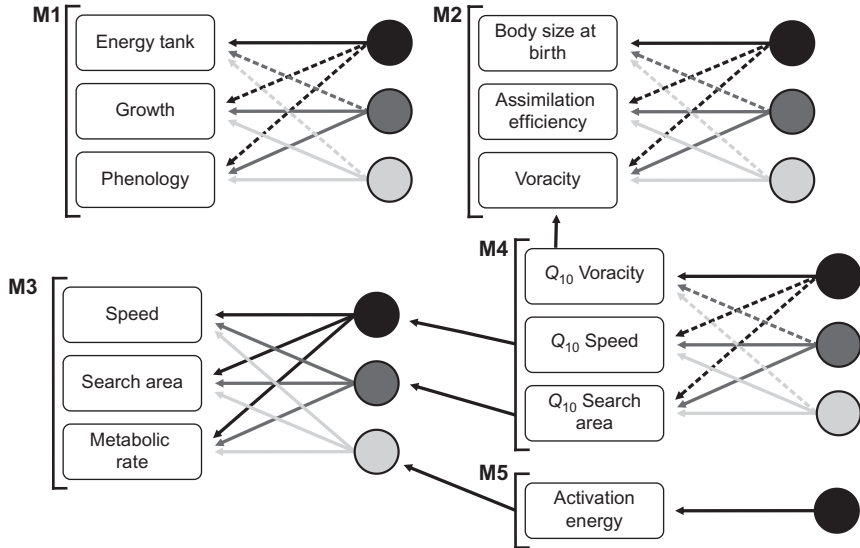 M1
Energy tank
Growth
Phenology
M2
Body size at
birth
Assimilation
efficiency
Voracity
M3
Speed
Search area
Metabolic
rate
M4
Q10 Voracity
Q10 Speed
Q10 Search
area
M5
Activation
energy